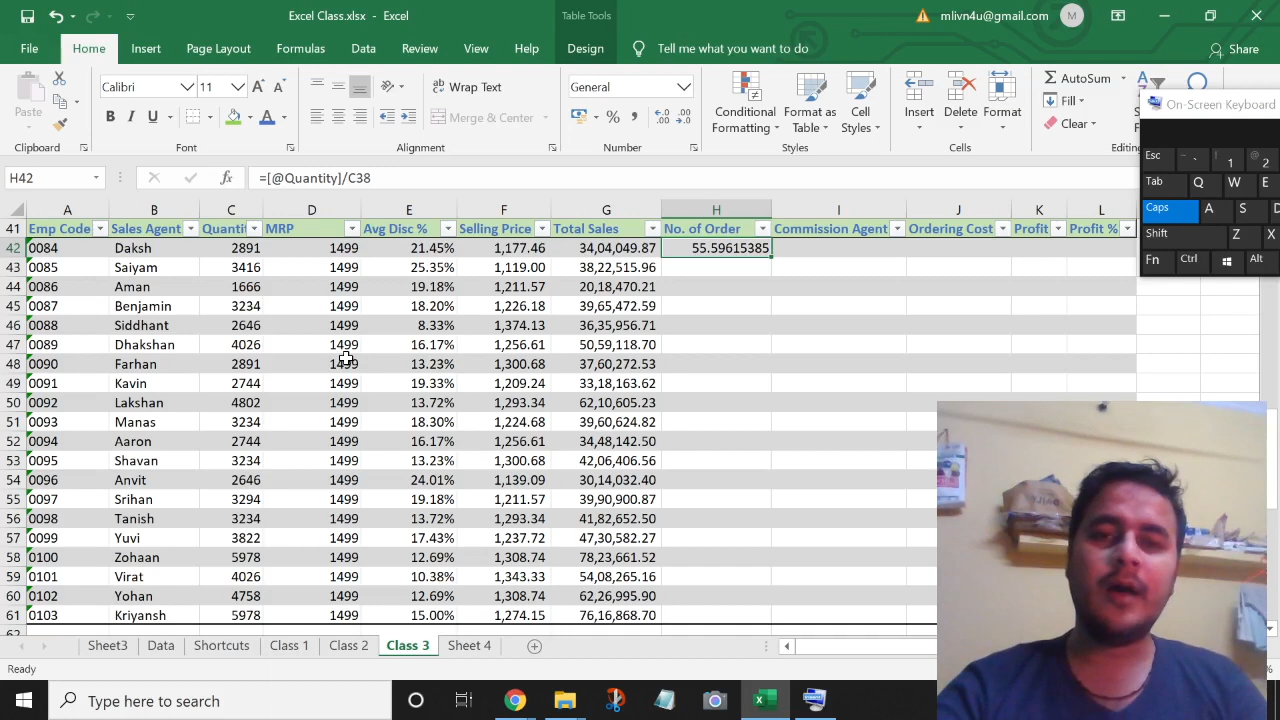 Excel Class.xlsx - Excel
Table Tools
mlivn4u@gmail.com M
File Home Insert Page Layout Formulas Data Review View Help Design Tell me what you want to do Share
Paste
Clipboard
Calibri 11
B I U
Font
Wrap Text
Merge & Center
Alignment
General
% ,
Number
Conditional Formatting
Format as Table
Cell Styles
Styles
Insert
Delete
Format
Cells
AutoSum
Fill
Clear
Editing
On-Screen Keyboard
Esc ~ ` ! 1 @ 2
Tab Q W E
Caps A S D
Shift Z X
Fn Ctrl Alt
H42 fx =[@Quantity]/C38
A B C D E F G H I J K L
41 Emp Code Sales Agent Quantit MRP Avg Disc % Selling Price Total Sales No. of Order Commission Agent Ordering Cost Profit Profit %
42 0084 Daksh 2891 1499 21.45% 1,177.46 34,04,049.87 55.59615385
43 0085 Saiyam 3416 1499 25.35% 1,119.00 38,22,515.96
44 0086 Aman 1666 1499 19.18% 1,211.57 20,18,470.21
45 0087 Benjamin 3234 1499 18.20% 1,226.18 39,65,472.59
46 0088 Siddhant 2646 1499 8.33% 1,374.13 36,35,956.71
47 0089 Dhakshan 4026 1499 16.17% 1,256.61 50,59,118.70
48 0090 Farhan 2891 1499 13.23% 1,300.68 37,60,272.53
49 0091 Kavin 2744 1499 19.33% 1,209.24 33,18,163.62
50 0092 Lakshan 4802 1499 13.72% 1,293.34 62,10,605.23
51 0093 Manas 3234 1499 18.30% 1,224.68 39,60,624.82
52 0094 Aaron 2744 1499 16.17% 1,256.61 34,48,142.50
53 0095 Shavan 3234 1499 13.23% 1,300.68 42,06,406.56
54 0096 Anvit 2646 1499 24.01% 1,139.09 30,14,032.40
55 0097 Srihan 3294 1499 19.18% 1,211.57 39,90,900.87
56 0098 Tanish 3234 1499 13.72% 1,293.34 41,82,652.50
57 0099 Yuvi 3822 1499 17.43% 1,237.72 47,30,582.27
58 0100 Zohaan 5978 1499 12.69% 1,308.74 78,23,661.52
59 0101 Virat 4026 1499 10.38% 1,343.33 54,08,265.16
60 0102 Yohan 4758 1499 12.69% 1,308.74 62,26,995.90
61 0103 Kriyansh 5978 1499 15.00% 1,274.15 76,16,868.70
62
Sheet3 Data Shortcuts Class 1 Class 2 Class 3 Sheet 4
Ready
Type here to search